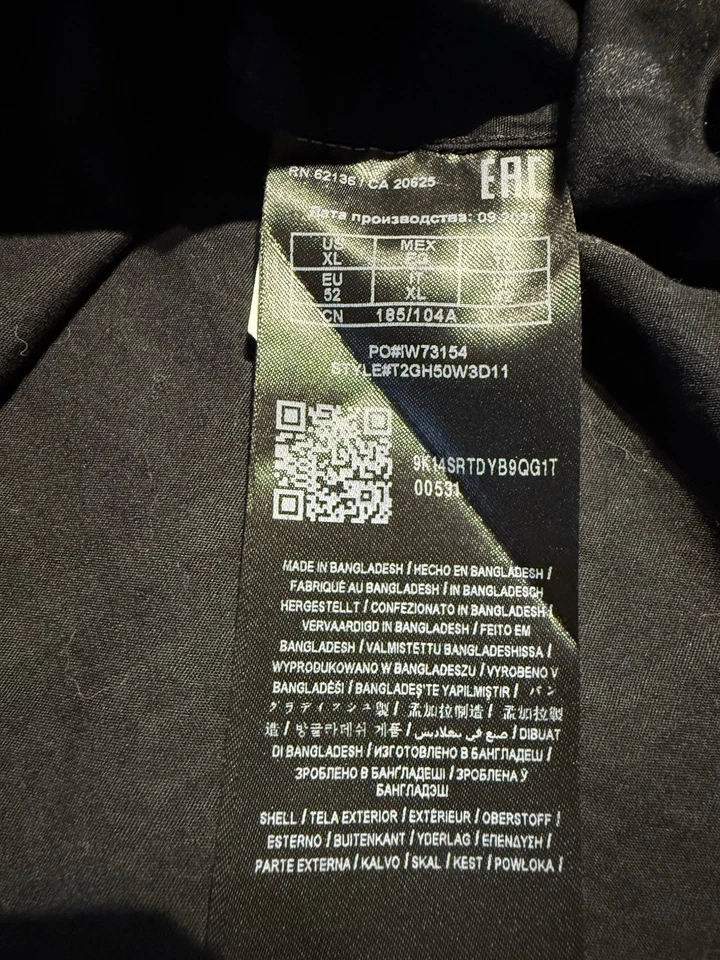 RN 62136 / CA 20625
EAC
Дата производства: 09.2021
US MEX
XL EG
EU IT
52 XL
CN 185/104A
PO#IW73154
STYLE#T2GH50W3D11
9K14SRTDYB9QG1T
00531
MADE IN BANGLADESH / HECHO EN BANGLADESH /
FABRIQUÉ AU BANGLADESH / IN BANGLADESCH
HERGESTELLT / CONFEZIONATO IN BANGLADESH /
VERVAARDIGD IN BANGLADESH / FEITO EM
BANGLADESH / VALMISTETTU BANGLADESHISSA /
WYPRODUKOWANO W BANGLADESZU / VYROBENO V
BANGLADÉŠI / BANGLADEŞ'TE YAPILMIŞTIR / バン
グラディッシュ製 / 孟加拉制造 / 孟加拉製
造 / 방글라데쉬 제품 / صنع في بنغلاديش / DIBUAT
DI BANGLADESH / ИЗГОТОВЛЕНО В БАНГЛАДЕШ /
ЗРОБЛЕНО В БАНГЛАДЕШІ / ЗРОБЛЕНА Ў
БАНГЛАДЭШ
SHELL / TELA EXTERIOR / EXTÉRIEUR / OBERSTOFF /
ESTERNO / BUITENKANT / YDERLAG / ΕΠΕΝΔΥΣΗ /
PARTE EXTERNA / KALVO / SKAL / KEST / POWŁOKA /